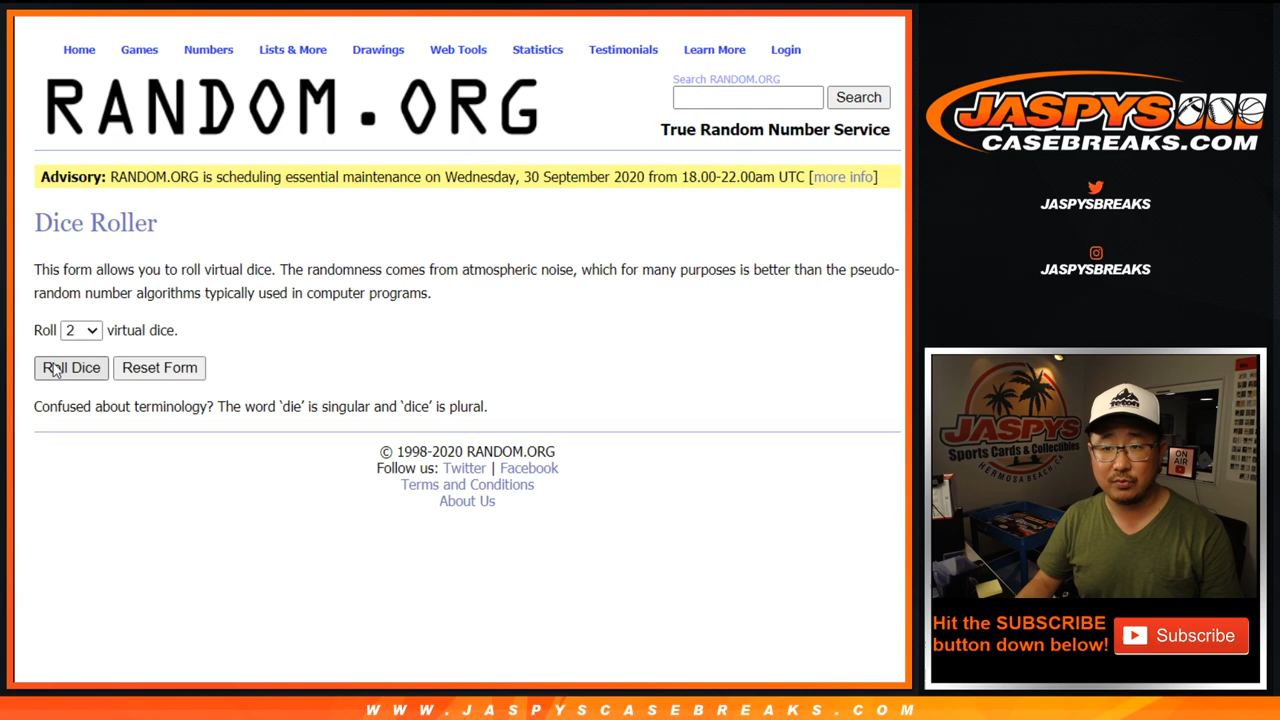 Home Games Numbers Lists & More Drawings Web Tools Statistics Testimonials Learn More Login
RANDOM.ORG
Search RANDOM.ORG
Search
True Random Number Service
Advisory: RANDOM.ORG is scheduling essential maintenance on Wednesday, 30 September 2020 from 18.00-22.00am UTC [more info]
Dice Roller
This form allows you to roll virtual dice. The randomness comes from atmospheric noise, which for many purposes is better than the pseudo-
random number algorithms typically used in computer programs.
Roll 2 virtual dice.
Roll Dice Reset Form
Confused about terminology? The word ‘die’ is singular and ‘dice’ is plural.
© 1998-2020 RANDOM.ORG
Follow us: Twitter | Facebook
Terms and Conditions
About Us
JASPYS
CASEBREAKS.COM
JASPYSBREAKS
JASPYSBREAKS
JASPYS
Sports Cards & Collectibles
HERMOSA BEACH, CA
ON
AIR
Hit the SUBSCRIBE
button down below!
Subscribe
WWW.JASPYSCASEBREAKS.COM